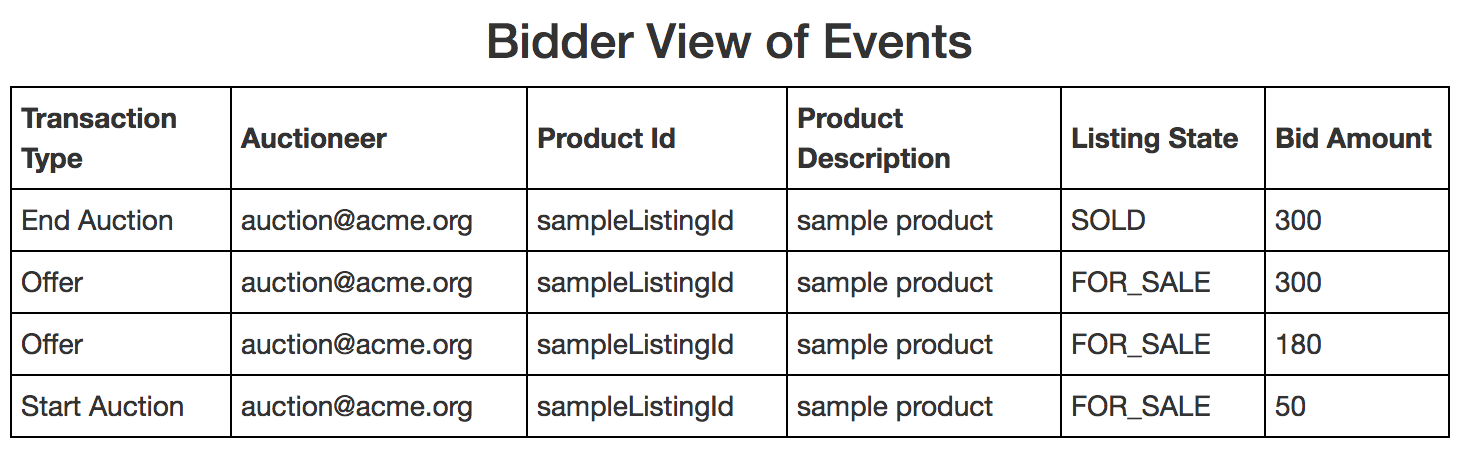 Bidder View of Events
Transaction Type Auctioneer Product Id Product Description Listing State Bid Amount
End Auction auction@acme.org sampleListingId sample product SOLD 300
Offer auction@acme.org sampleListingId sample product FOR_SALE 300
Offer auction@acme.org sampleListingId sample product FOR_SALE 180
Start Auction auction@acme.org sampleListingId sample product FOR_SALE 50